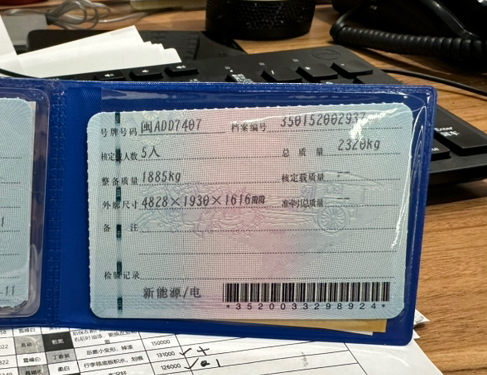 号牌号码 闽ADD7407 档案编号 350152002937
核定载人数 5人 总质量 2320kg
整备质量 1885kg 核定载质量 --
外廓尺寸 4828×1930×1616mm 准牵引总质量 --
备注
检验记录
新能源/电
*3520033298924*
150000
131000
126000